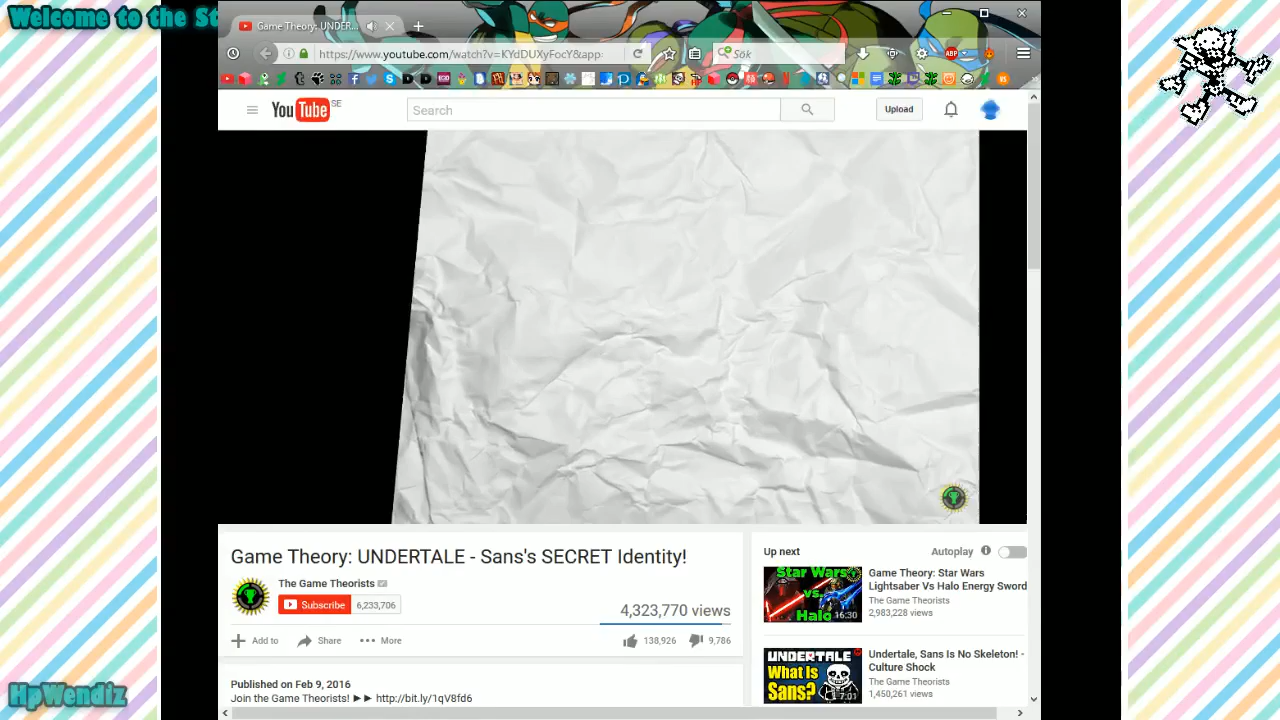 Welcome to the St
Game Theory: UNDER...
https://www.youtube.com/watch?v=KYdDUXyFocY&app:
Sök
ABP
YouTube SE
Search
Upload
Game Theory: UNDERTALE - Sans's SECRET Identity!
The Game Theorists
Subscribe 6,233,706
4,323,770 views
Add to Share More
138,926 9,786
Published on Feb 9, 2016
Join the Game Theorists! ►► http://bit.ly/1qV8fd6
Up next
Autoplay
Star Wars
vs.
Halo
16:30
Game Theory: Star Wars
Lightsaber Vs Halo Energy Sword
The Game Theorists
2,983,228 views
UNDERTALE
What Is
Sans?
7:01
Undertale, Sans Is No Skeleton! -
Culture Shock
The Game Theorists
1,450,261 views
HpWendiz